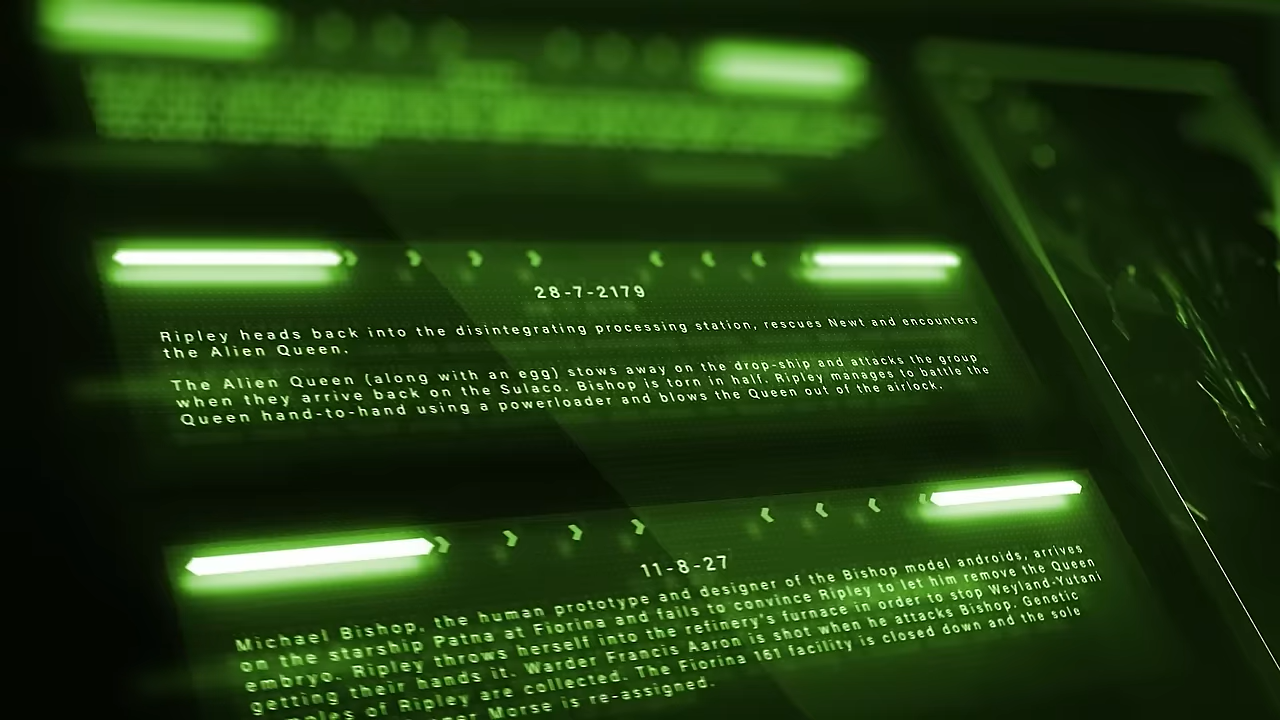 28-7-2179
Ripley heads back into the disintegrating processing station, rescues Newt and encounters
the Alien Queen.
The Alien Queen (along with an egg) stows away on the drop-ship and attacks the group
when they arrive back on the Sulaco. Bishop is torn in half. Ripley manages to battle the
Queen hand-to-hand using a powerloader and blows the Queen out of the airlock.
11-8-27
Michael Bishop, the human prototype and designer of the Bishop model androids, arrives
on the starship Patna at Fiorina and fails to convince Ripley to let him remove the Queen
embryo. Ripley throws herself into the refinery's furnace in order to stop Weyland-Yutani
getting their hands it. Warder Francis Aaron is shot when he attacks Bishop. Genetic
of Ripley are collected. The Fiorina 161 facility is closed down and the sole
Morse is re-assigned.